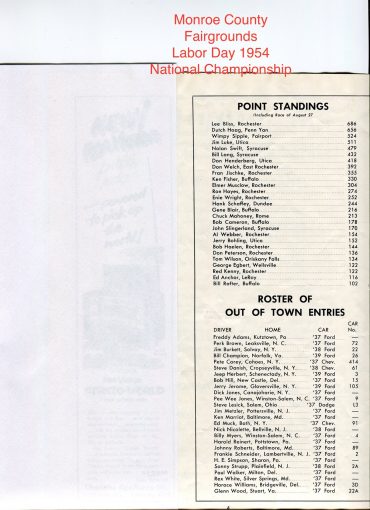 Monroe County
Fairgrounds
Labor Day 1954
National Championship
POINT STANDINGS
(Including Race of August 27
Lee Bliss, Rochester 686
Dutch Hoag, Penn Yan 656
Wimpy Sipple, Fairport 524
Jim Luke, Utica 511
Nolan Swift, Syracuse 479
Bill Long, Syracuse 432
Don Henderberg, Utica 418
Don Welch, East Rochester 392
Fran Jischke, Rochester 355
Ken Fisher, Buffalo 330
Elmer Musclow, Rochester 304
Ron Hayes, Rochester 274
Ernie Wright, Rochester 252
Hank Scheffey, Dundee 244
Gene Blair, Buffalo 216
Chuck Mahoney, Rome 213
Bob Cameron, Buffalo 178
John Slingerland, Syracuse 170
Al Webber, Rochester 154
Jerry Bohling, Utica 152
Bob Haelen, Rochester 144
Don Peterson, Rochester 136
Tom Wilson, Oriskany Falls 134
George Egbert, Wellsville 122
Red Kenny, Rochester 122
Ed Anchor, LeRoy 116
Bill Rafter, Buffalo 102
ROSTER OF
OUT OF TOWN ENTRIES
DRIVER HOME CAR CAR No.
Freddy Adams, Kutztown, Pa. '37 Ford —
Perk Brown, Leaksville, N. C. '37 Ford 72
Jim Barkett, Solvay, N. Y. '38 Ford 22
Bill Champion, Norfolk, Va. '39 Ford 26
Pete Corey, Cohoes, N. Y. '37 Chev. 414
Steve Danish, Cropseyville, N. Y. '38 Chev. 61
Jeep Herbert, Schenectady, N. Y. '39 Ford 3
Bob Hill, New Castle, Del. '37 Ford 15
Jerry Jerome, Gloversville, N. Y. '39 Ford 105
Dick Jones, Canajoharie, N. Y. '37 Ford —
Pee Wee Jones, Winston-Salem, N. C. '37 Ford 9
Steve Lesick, Salem, Ohio '37 Dodge L3
Jim Metzler, Pottersville, N. J. '37 Ford —
Ken Marriot, Baltimore, Md. '37 Ford —
Ed Muck, Bath, N. Y. '37 Chev. 91
Nick Nicolette, Bellville, N. J. '38 Ford —
Billy Myers, Winston-Salem, N. C. '37 Ford 4
Harold Reinert, Pottstown, Pa. '37 Ford —
Johnny Roberts, Baltimore, Md. '37 Ford 89
Frankie Schneider, Lambertville, N. J. '37 Ford 2
H. E. Simpson, Sharon, Pa. '37 Ford —
Sonny Strupp, Plainfield, N. J. '38 Ford 2A
Paul Walker, Milton, Del. '37 Ford —
Rex White, Silver Springs, Md. '37 Ford —
Horace Williams, Bridgeville, Del. '37 Ford 3D
Glenn Wood, Stuart, Va. '37 Ford 22A